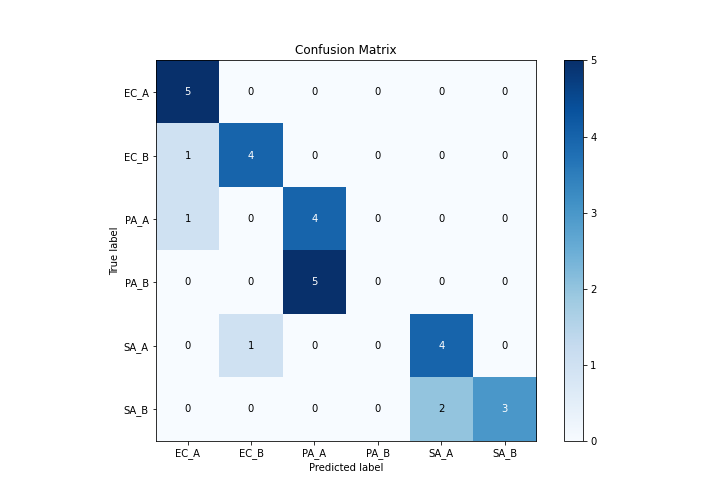 Confusion Matrix
EC_A 5 0 0 0 0 0
EC_B 1 4 0 0 0 0
PA_A 1 0 4 0 0 0
PA_B 0 0 5 0 0 0
SA_A 0 1 0 0 4 0
SA_B 0 0 0 0 2 3
EC_A EC_B PA_A PA_B SA_A SA_B
Predicted label
True label
5
4
3
2
1
0